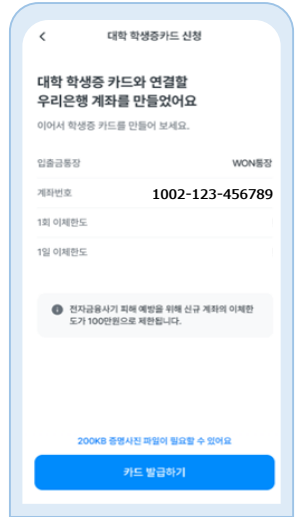 대학 학생증카드 신청
대학 학생증 카드와 연결할
우리은행 계좌를 만들었어요
이어서 학생증 카드를 만들어 보세요.
입출금통장 WON통장
계좌번호 1002-123-456789
1회 이체한도
1일 이체한도
전자금융사기 피해 예방을 위해 신규 계좌의 이체한
도가 100만원으로 제한됩니다.
200KB 증명사진 파일이 필요할 수 있어요
카드 발급하기